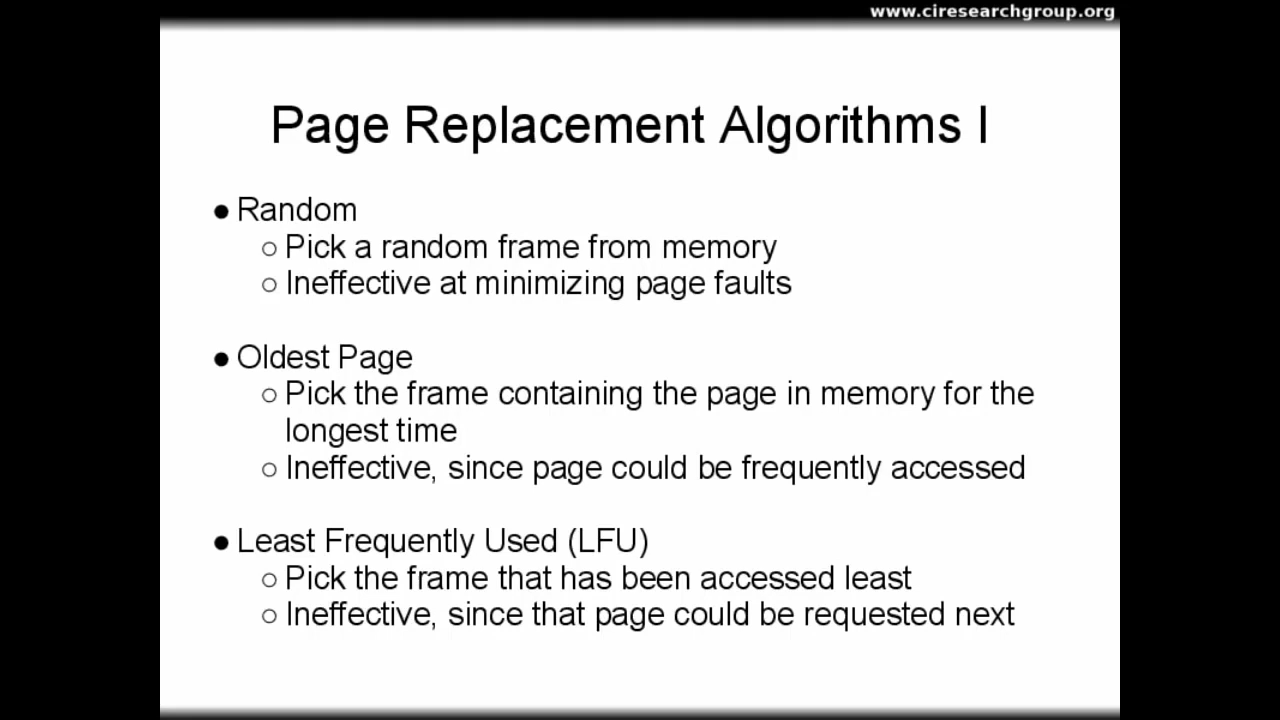 www.ciresearchgroup.org
Page Replacement Algorithms I
● Random
○ Pick a random frame from memory
○ Ineffective at minimizing page faults
● Oldest Page
○ Pick the frame containing the page in memory for the
longest time
○ Ineffective, since page could be frequently accessed
● Least Frequently Used (LFU)
○ Pick the frame that has been accessed least
○ Ineffective, since that page could be requested next